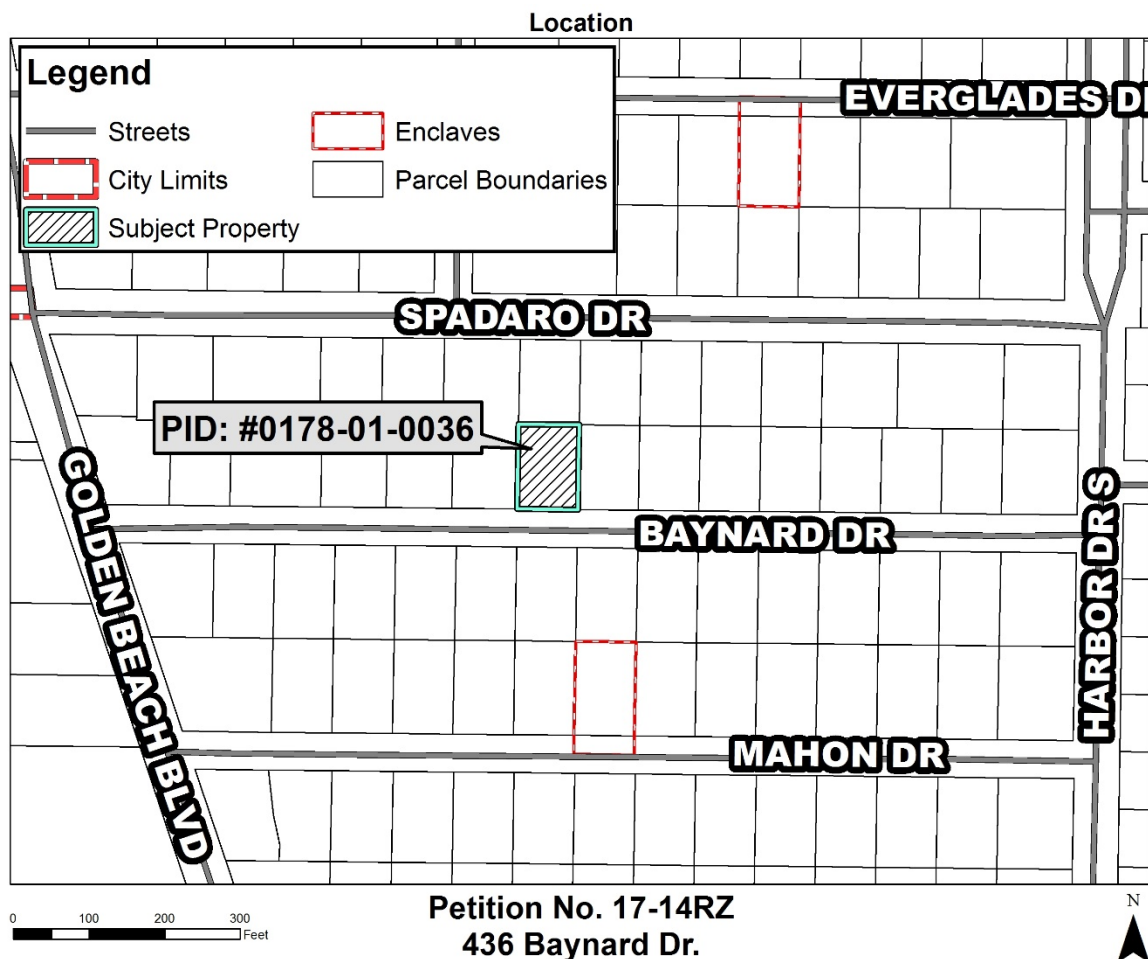 Location
Legend
Streets
Enclaves
City Limits
Parcel Boundaries
Subject Property
EVERGLADES DR
SPADARO DR
PID: #0178-01-0036
GOLDEN BEACH BLVD
BAYNARD DR
HARBOR DR S
MAHON DR
0 100 200 300
Feet
Petition No. 17-14RZ
436 Baynard Dr.
N